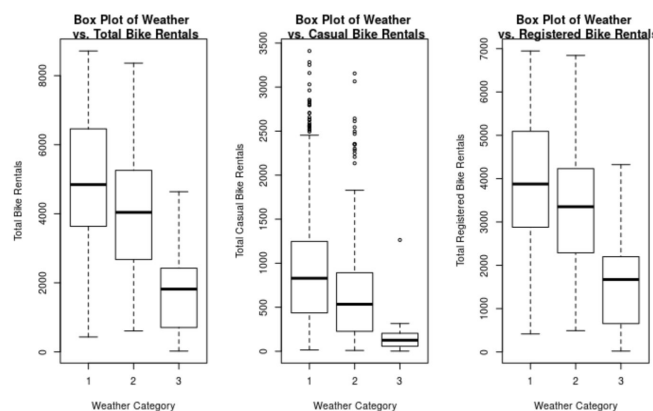 Box Plot of Weather
vs. Total Bike Rentals
Total Bike Rentals
8000
6000
4000
2000
0
1 2 3
Weather Category
Box Plot of Weather
vs. Casual Bike Rentals
Total Casual Bike Rentals
3500
3000
2500
2000
1500
1000
500
0
1 2 3
Weather Category
Box Plot of Weather
vs. Registered Bike Rentals
Total Registered Bike Rentals
7000
6000
5000
4000
3000
2000
1000
0
1 2 3
Weather Category